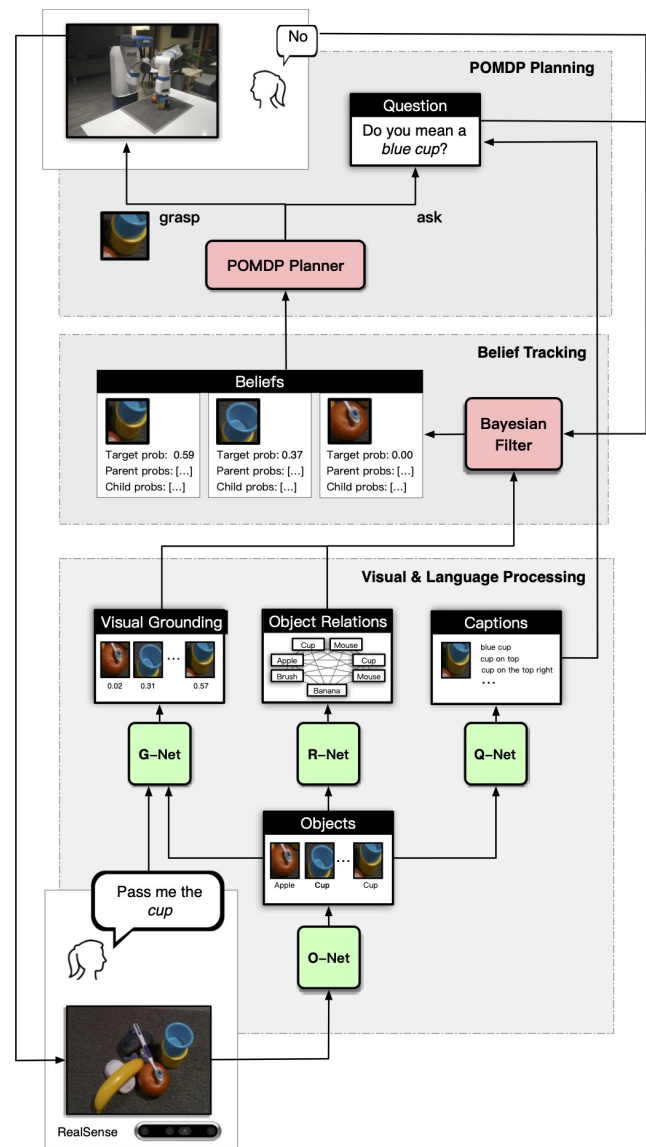 No
POMDP Planning
Question
Do you mean a
blue cup?
grasp
ask
POMDP Planner
Belief Tracking
Beliefs
Target prob: 0.59
Parent probs: [...]
Child probs: [...]
Target prob: 0.37
Parent probs: [...]
Child probs: [...]
Target prob: 0.00
Parent probs: [...]
Child probs: [...]
Bayesian
Filter
Visual & Language Processing
Visual Grounding
...
0.02 0.31 0.57
Object Relations
Cup Mouse
Apple Cup
Brush Mouse
Banana
Captions
blue cup
cup on top
cup on the top right
...
G-Net
R-Net
Q-Net
Objects
...
Apple Cup Cup
Pass me the
cup
O-Net
RealSense